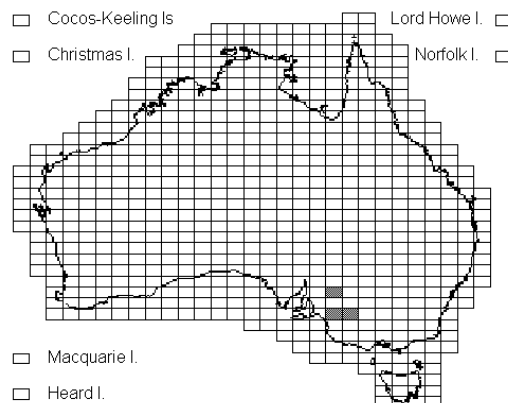 Cocos-Keeling Is
Lord Howe I.
Christmas I.
Norfolk I.
Macquarie I.
Heard I.